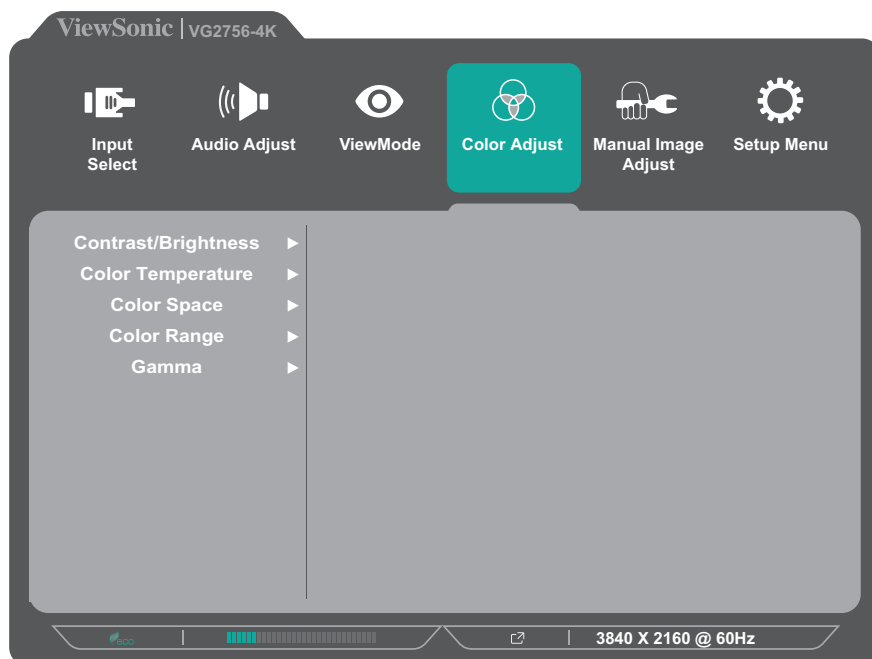 ViewSonic | VG2756-4K
Input Select
Audio Adjust
ViewMode
Color Adjust
Manual Image Adjust
Setup Menu
Contrast/Brightness
Color Temperature
Color Space
Color Range
Gamma
eco
3840 X 2160 @ 60Hz